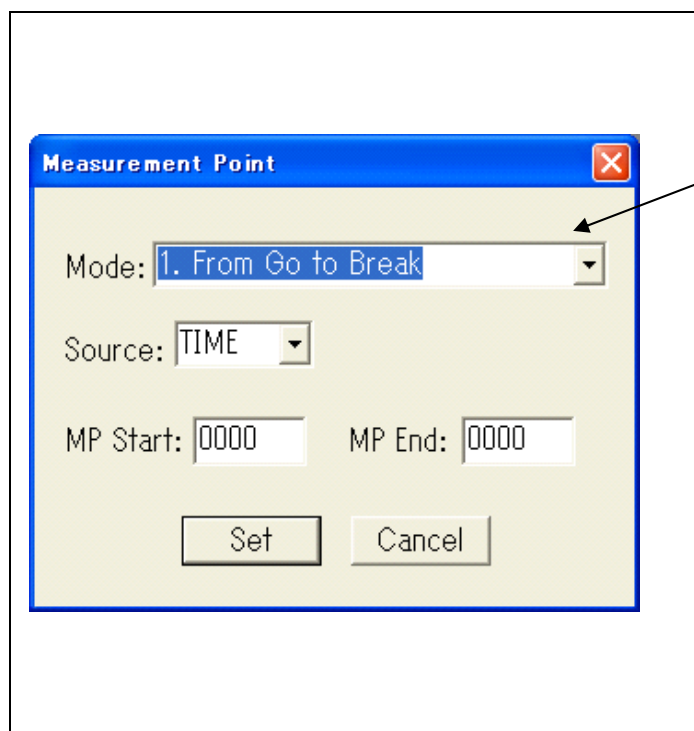 Measurement Point
Mode: 1. From Go to Break
Source: TIME
MP Start: 0000 MP End: 0000
Set Cancel